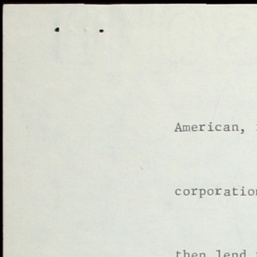 American,
corporation
then lend